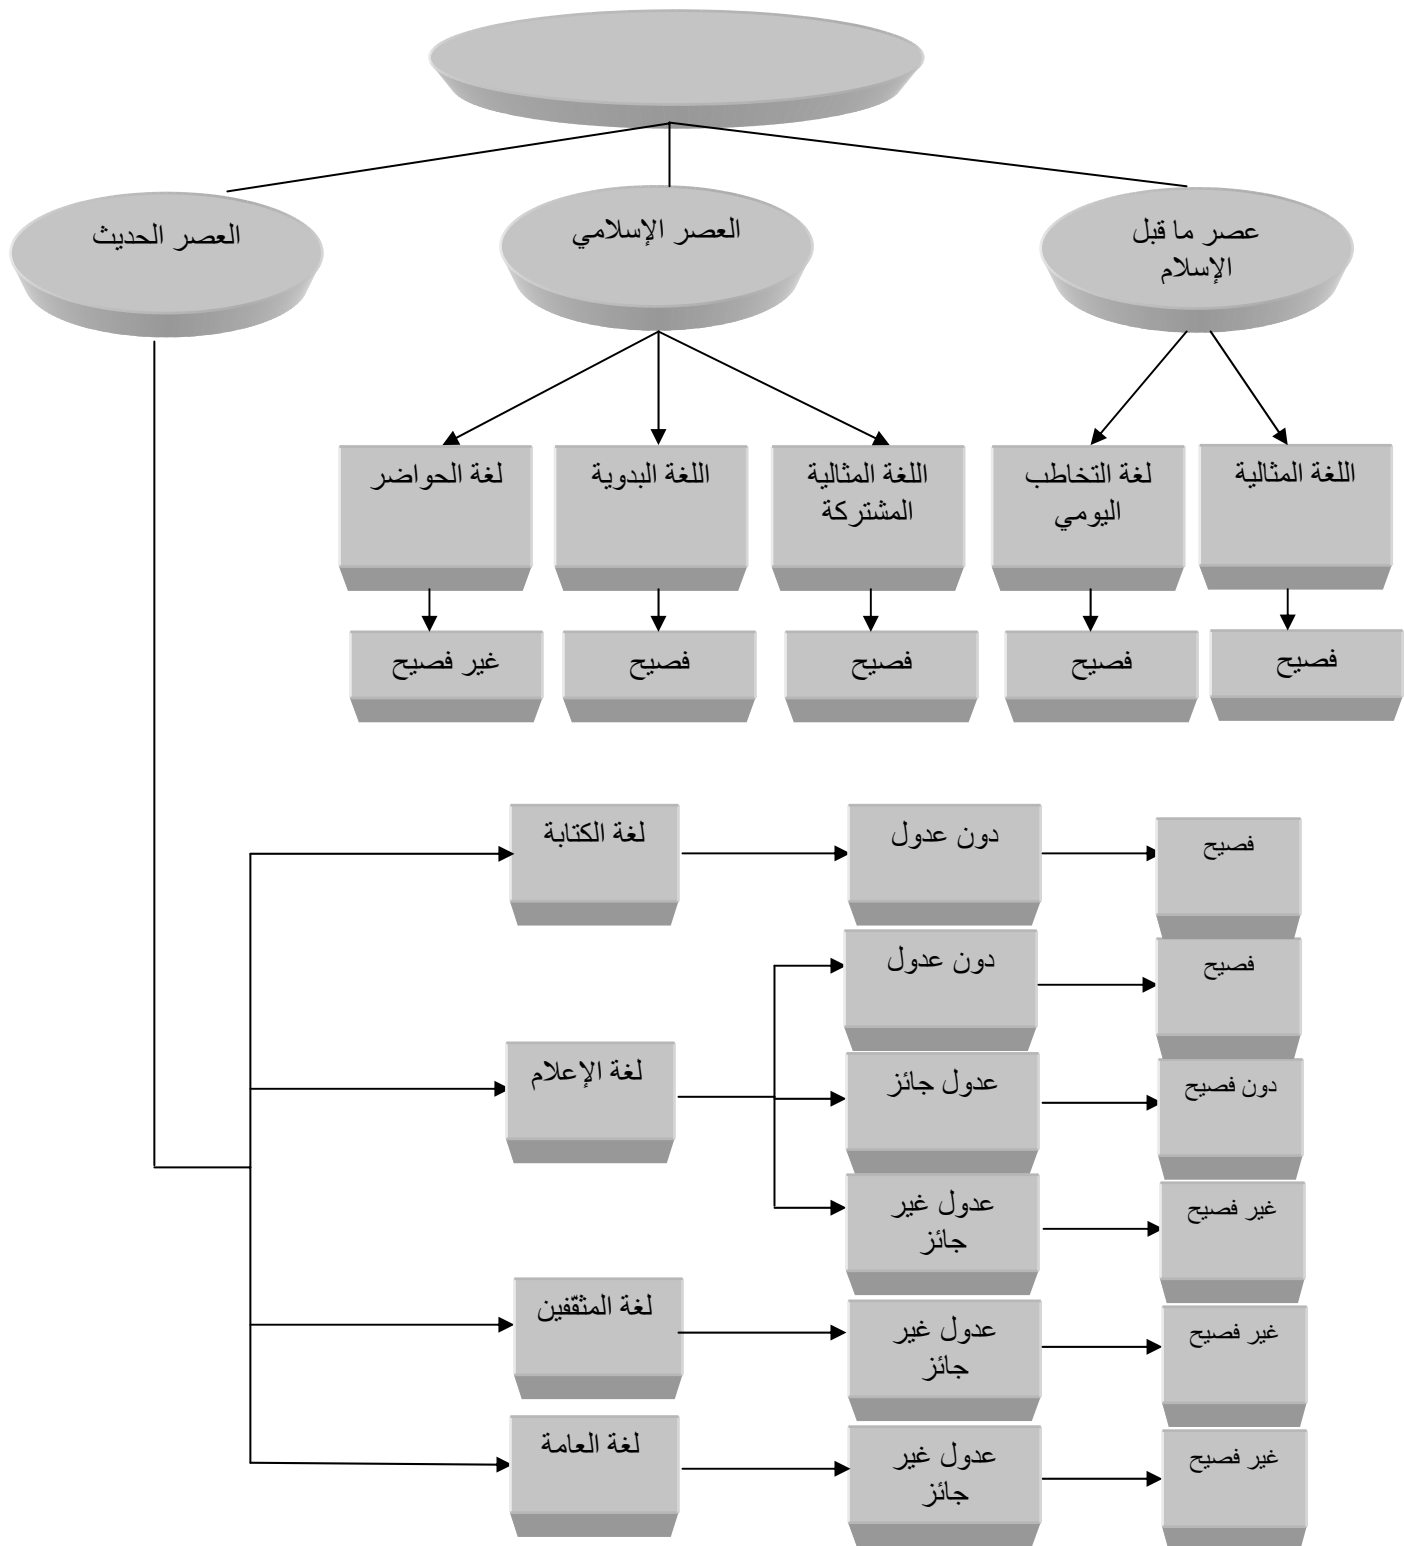 عصر ما قبل
الإسلام
العصر الإسلامي
العصر الحديث
اللغة المثالية
لغة التخاطب
اليومي
اللغة المثالية
المشتركة
اللغة البدوية
لغة الحواضر
فصيح
فصيح
فصيح
فصيح
غير فصيح
لغة الكتابة
دون عدول
فصيح
لغة الإعلام
دون عدول
فصيح
عدول جائز
دون فصيح
عدول غير
جائز
غير فصيح
لغة المثقّفين
عدول غير
جائز
غير فصيح
لغة العامة
عدول غير
جائز
غير فصيح